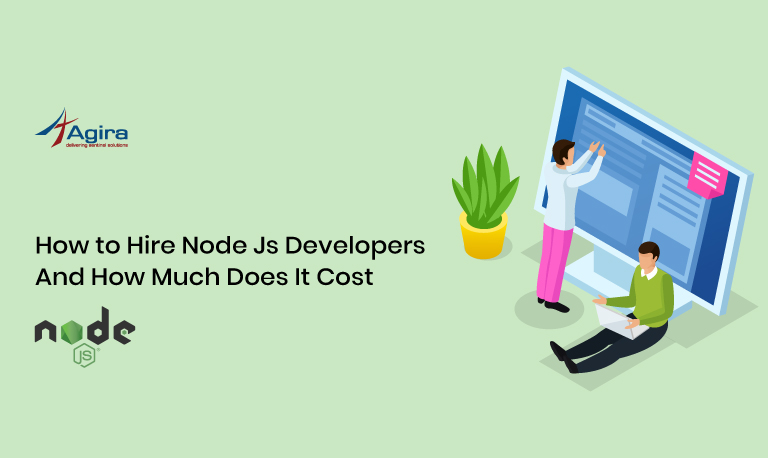 Agira
delivering sentinel solutions
How to Hire Node Js Developers
And How Much Does It Cost
node
JS